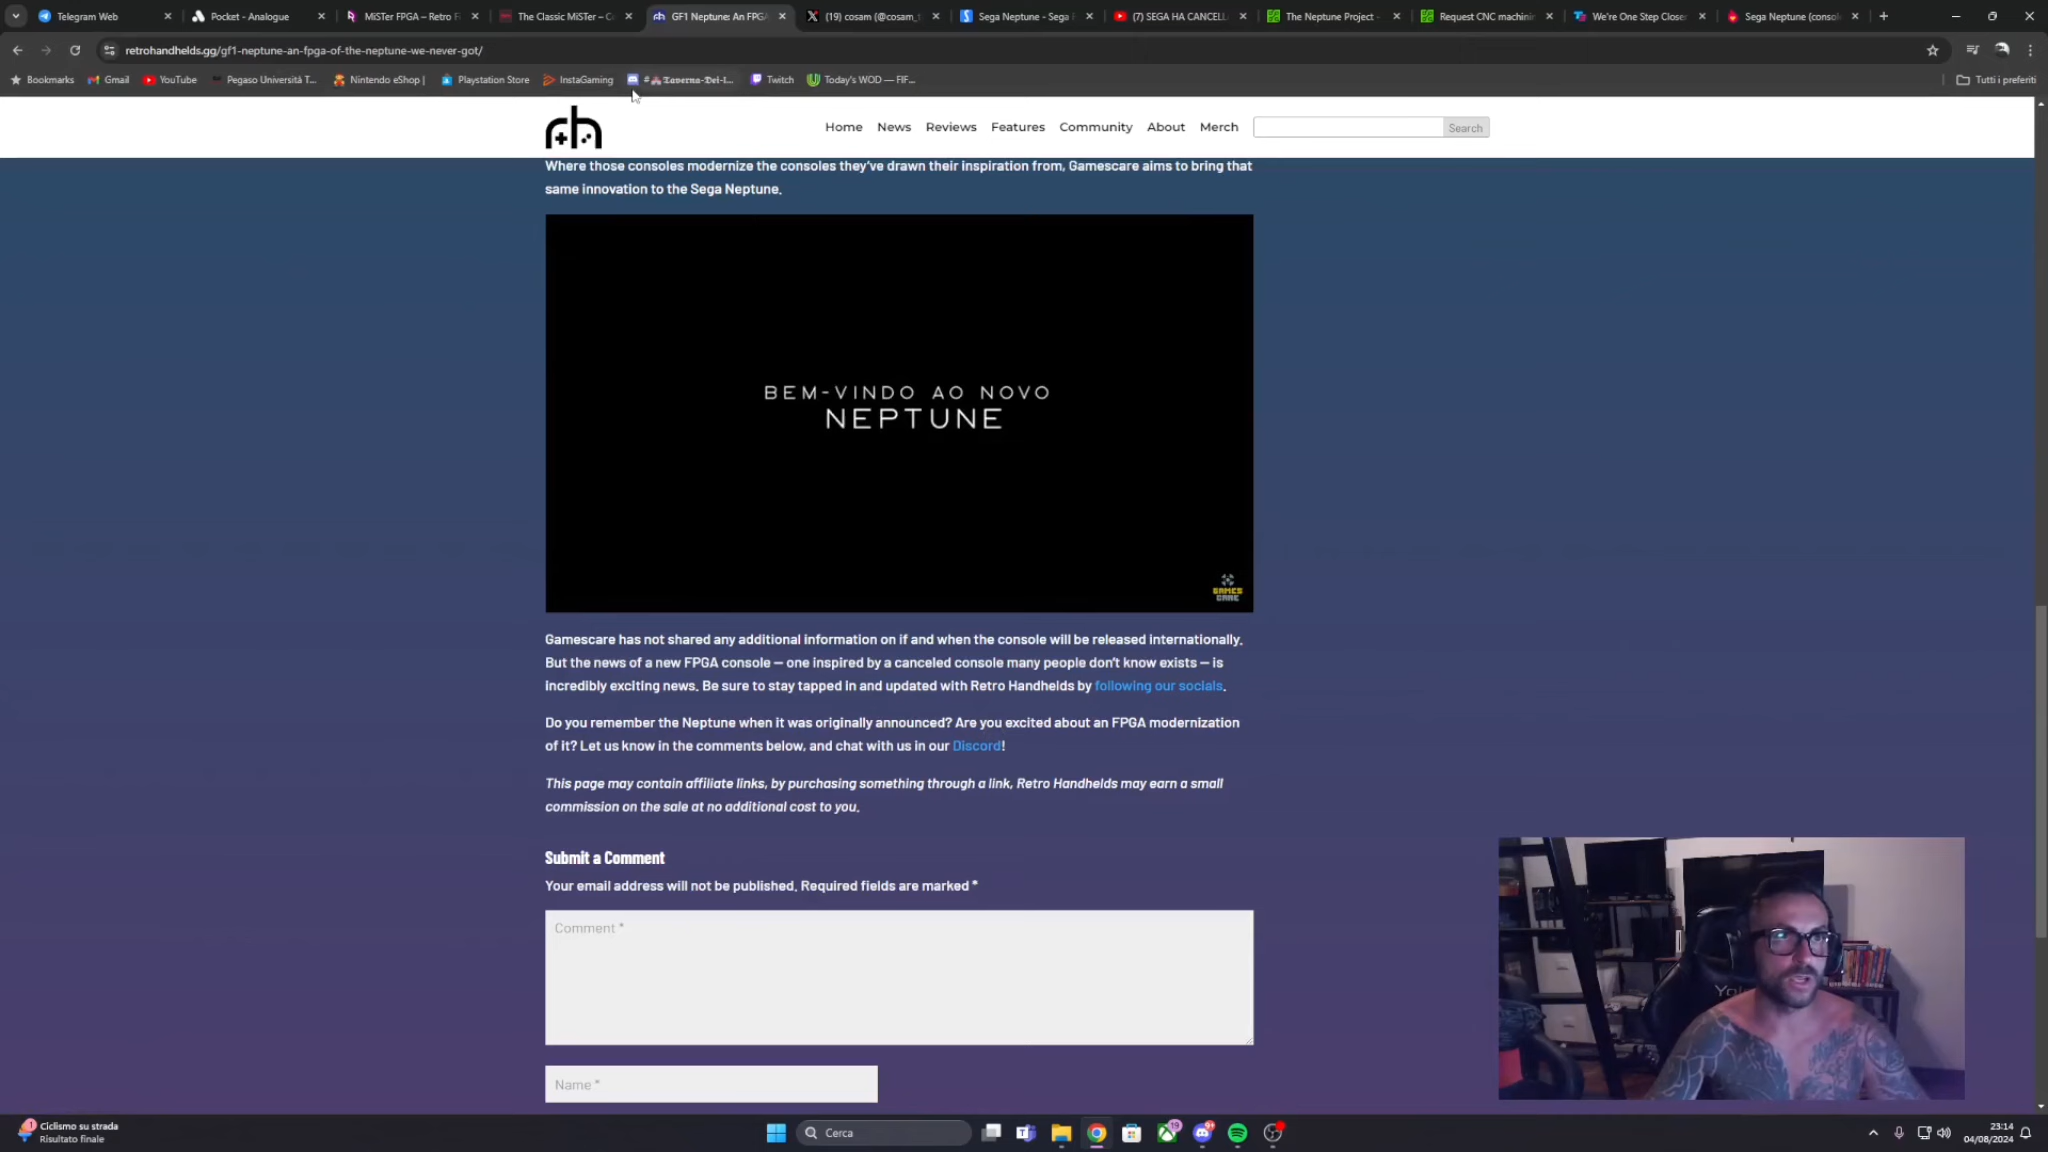 Telegram Web
Pocket - Analogue
MiSTer FPGA – Retro F
The Classic MiSTer – C
GF1 Neptune: An FPGA
(19) cosam (@cosam_t
Sega Neptune - Sega
(7) SEGA HA CANCELL
The Neptune Project -
Request CNC machinin
We're One Step Closer
Sega Neptune (consol
retrohandhelds.gg/gf1-neptune-an-fpga-of-the-neptune-we-never-got/
Bookmarks
Gmail
YouTube
Pegaso Università T...
Nintendo eShop |
Playstation Store
InstaGaming
Taverna-Dei-I...
Twitch
Today's WOD — FIF...
Tutti i preferiti
Home
News
Reviews
Features
Community
About
Merch
Search
Where those consoles modernize the consoles they've drawn their inspiration from, Gamescare aims to bring that
same innovation to the Sega Neptune.
BEM-VINDO AO NOVO
NEPTUNE
GAMES
CARE
Gamescare has not shared any additional information on if and when the console will be released internationally.
But the news of a new FPGA console — one inspired by a canceled console many people don't know exists — is
incredibly exciting news. Be sure to stay tapped in and updated with Retro Handhelds by following our socials.
Do you remember the Neptune when it was originally announced? Are you excited about an FPGA modernization
of it? Let us know in the comments below, and chat with us in our Discord!
This page may contain affiliate links, by purchasing something through a link, Retro Handhelds may earn a small
commission on the sale at no additional cost to you.
Submit a Comment
Your email address will not be published. Required fields are marked *
Comment *
Name *
1
Ciclismo su strada
Risultato finale
Cerca
19
9+
23:14
04/08/2024